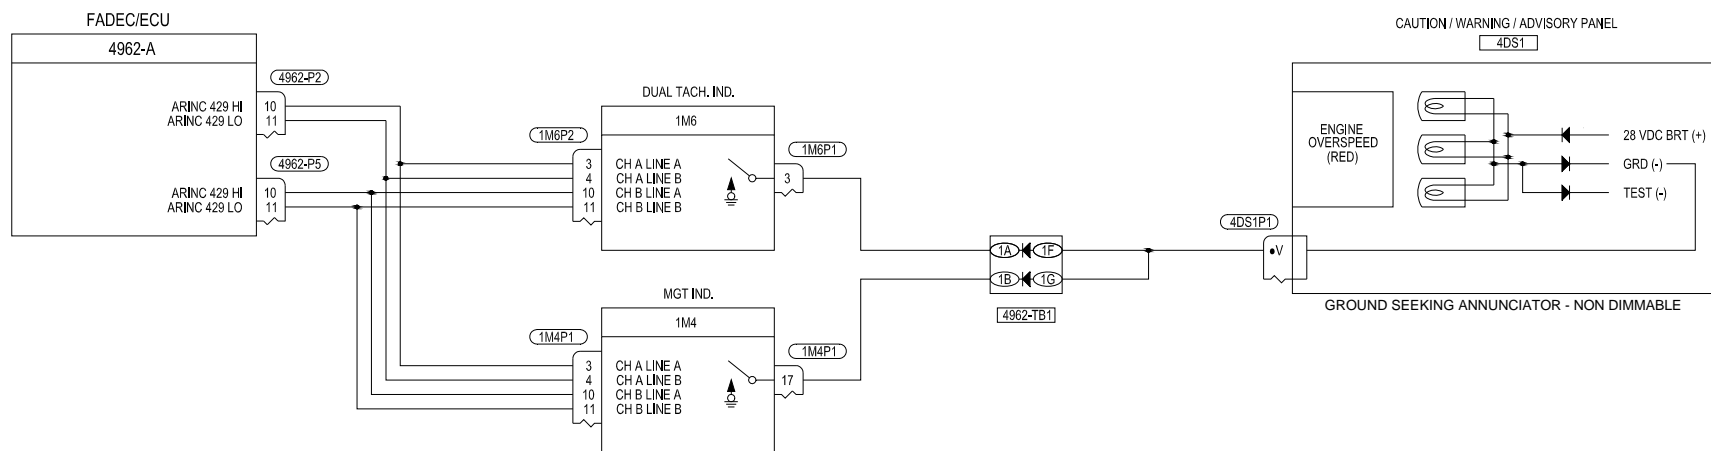 FADEC/ECU
4962-A
4962-P2
ARINC 429 HI 10
ARINC 429 LO 11
4962-P5
ARINC 429 HI 10
ARINC 429 LO 11
DUAL TACH. IND.
1M6
1M6P2
1M6P1
3 CH A LINE A
4 CH A LINE B
10 CH B LINE A
11 CH B LINE B
3
MGT IND.
1M4
1M4P1
1M4P1
3 CH A LINE A
4 CH A LINE B
10 CH B LINE A
11 CH B LINE B
17
1A 1F
1B 1G
4962-TB1
CAUTION / WARNING / ADVISORY PANEL
4DS1
ENGINE
OVERSPEED
(RED)
28 VDC BRT (+)
GRD (-)
TEST (-)
4DS1P1
V
GROUND SEEKING ANNUNCIATOR - NON DIMMABLE